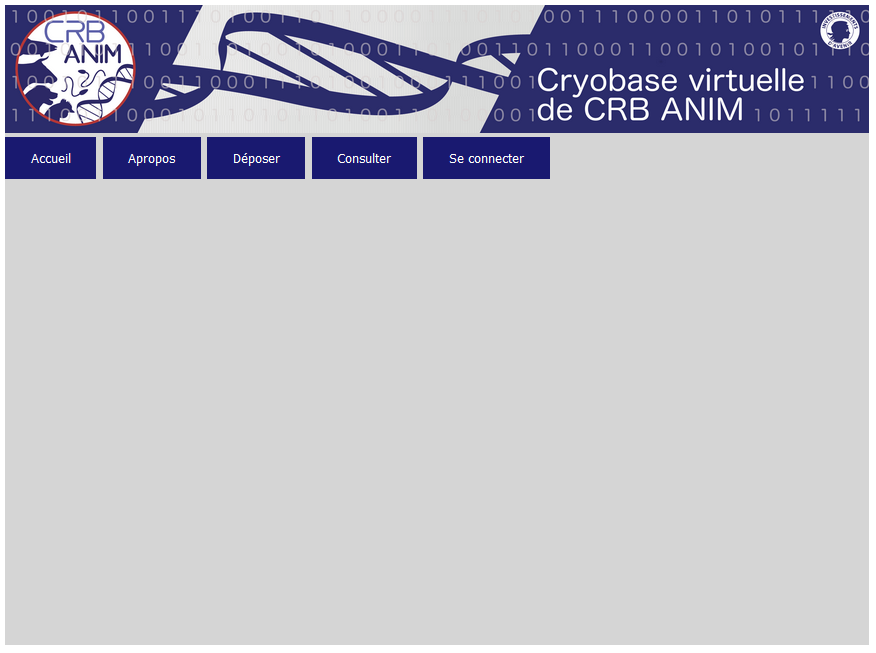 CRB
ANIM
INVESTISSEMENTS
D'AVENIR
Cryobase virtuelle
de CRB ANIM
Accueil
Apropos
Déposer
Consulter
Se connecter